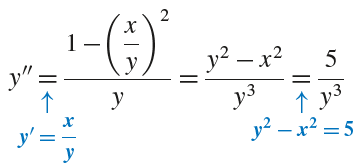 y″ = (1 − (x/y)²)/y = (y² − x²)/y³ = 5/y³
↑ y′ = x/y
↑ y² − x² = 5